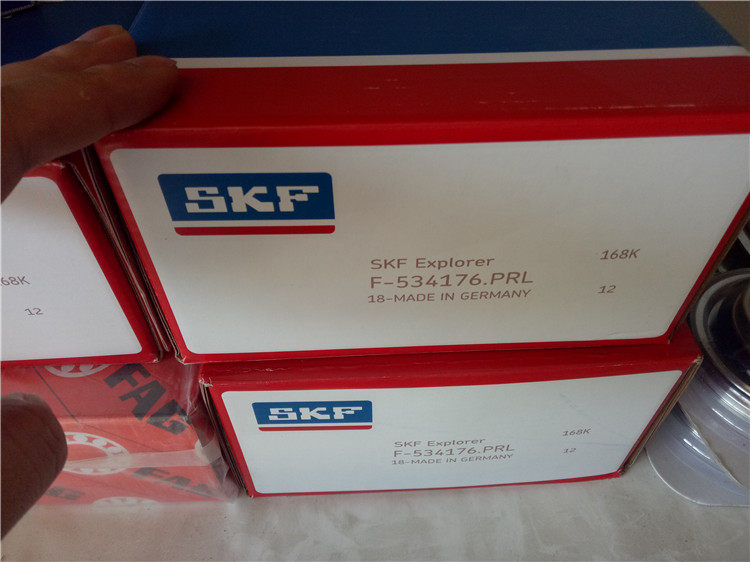 SKF
SKF Explorer 168K
F-534176.PRL 12
18-MADE IN GERMANY
68K
12
SKF
SKF Explorer 168K
F-534176.PRL 12
18-MADE IN GERMANY
FAG
FAG